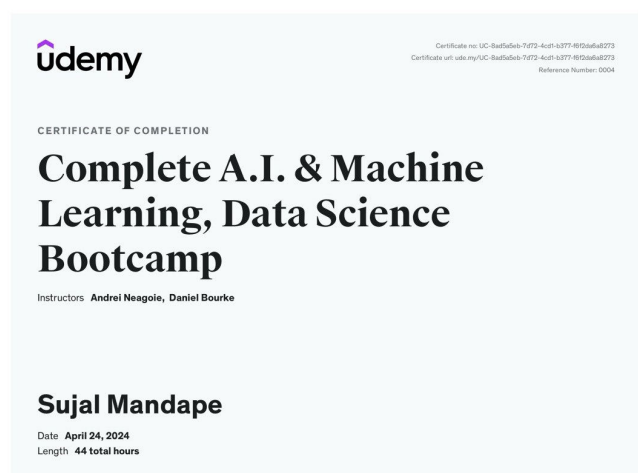 ûdemy
Certificate no: UC-8ad5a5eb-7d72-4cd1-b377-f6f2da6a8273
Certificate url: ude.my/UC-8ad5a5eb-7d72-4cd1-b377-f6f2da6a8273
Reference Number: 0004
CERTIFICATE OF COMPLETION
Complete A.I. & Machine
Learning, Data Science
Bootcamp
Instructors Andrei Neagoie, Daniel Bourke
Sujal Mandape
Date April 24, 2024
Length 44 total hours